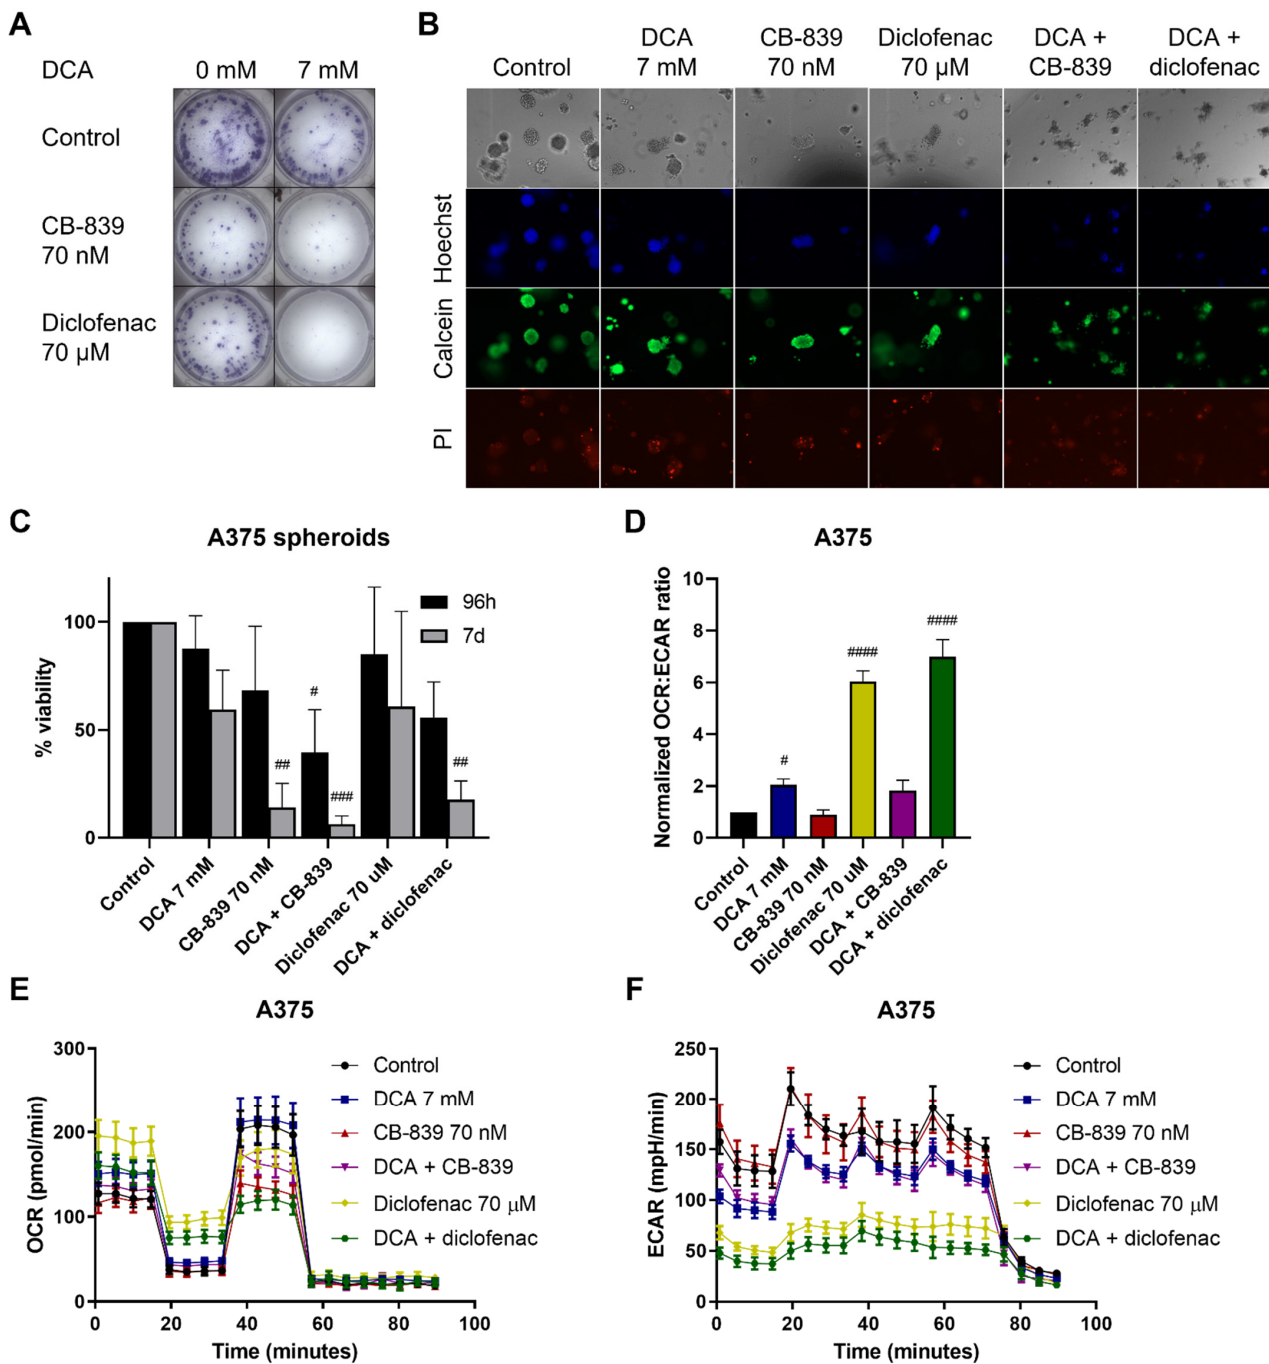 A
DCA
0 mM
7 mM
Control
CB-839
70 nM
Diclofenac
70 µM
B
Control
DCA
7 mM
CB-839
70 nM
Diclofenac
70 µM
DCA +
CB-839
DCA +
diclofenac
Hoechst
Calcein
PI
C
A375 spheroids
% viability
100
50
0
96h
7d
#
##
###
##
Control
DCA 7 mM
CB-839 70 nM
DCA + CB-839
Diclofenac 70 uM
DCA + diclofenac
D
A375
Normalized OCR:ECAR ratio
10
8
6
4
2
0
#
####
####
Control
DCA 7 mM
CB-839 70 nM
Diclofenac 70 uM
DCA + CB-839
DCA + diclofenac
E
A375
OCR (pmol/min)
300
200
100
0
0 20 40 60 80 100
Time (minutes)
Control
DCA 7 mM
CB-839 70 nM
DCA + CB-839
Diclofenac 70 µM
DCA + diclofenac
F
A375
ECAR (mpH/min)
250
200
150
100
50
0
0 20 40 60 80 100
Time (minutes)
Control
DCA 7 mM
CB-839 70 nM
DCA + CB-839
Diclofenac 70 µM
DCA + diclofenac